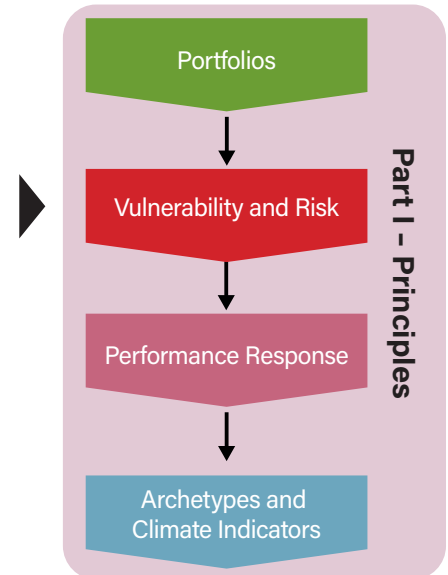 Portfolios
Vulnerability and Risk
Performance Response
Archetypes and
Climate Indicators
Part I – Principles